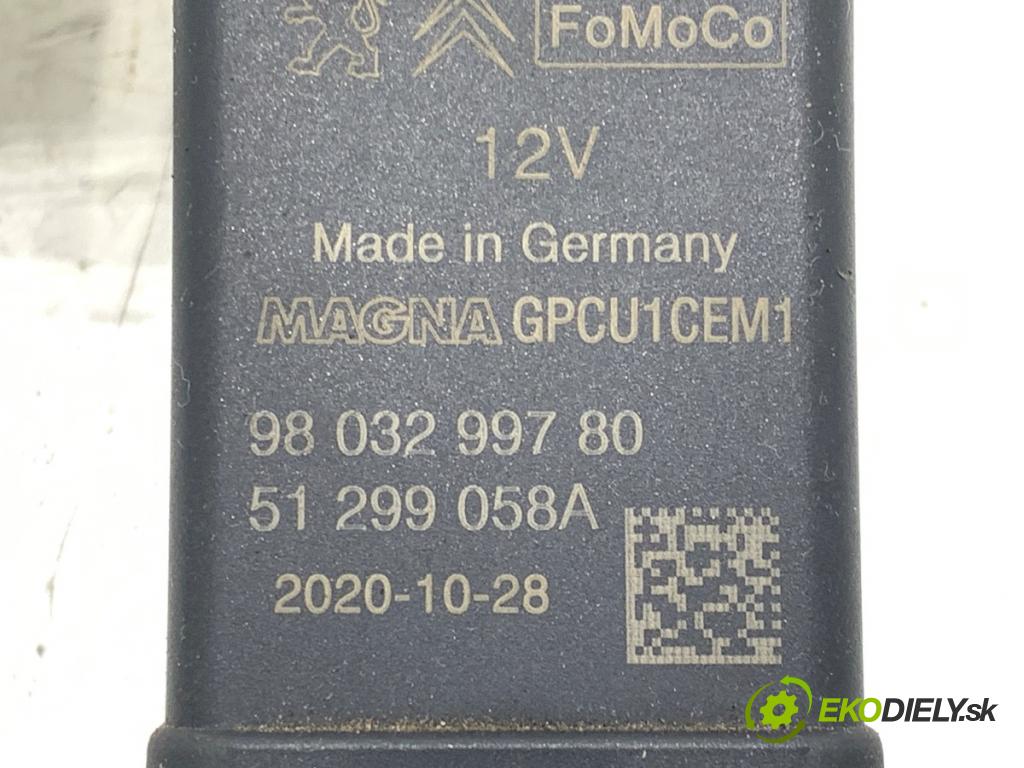 FoMoCo
12V
Made in Germany
MAGNA GPCU1CEM1
98 032 997 80
51 299 058A
2020-10-28
EKODIELY.sk